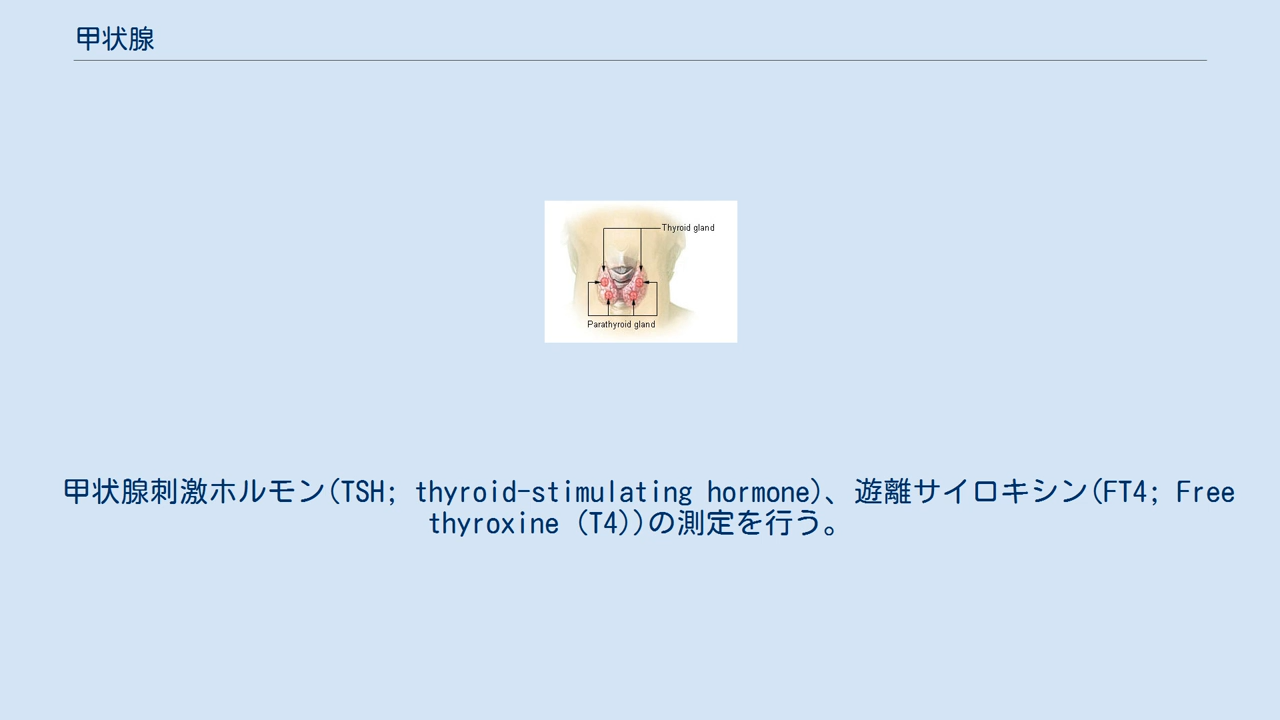 甲状腺
Thyroid gland
Parathyroid gland
甲状腺刺激ホルモン(TSH; thyroid-stimulating hormone)、遊離サイロキシン(FT4; Free
thyroxine (T4))の測定を行う。